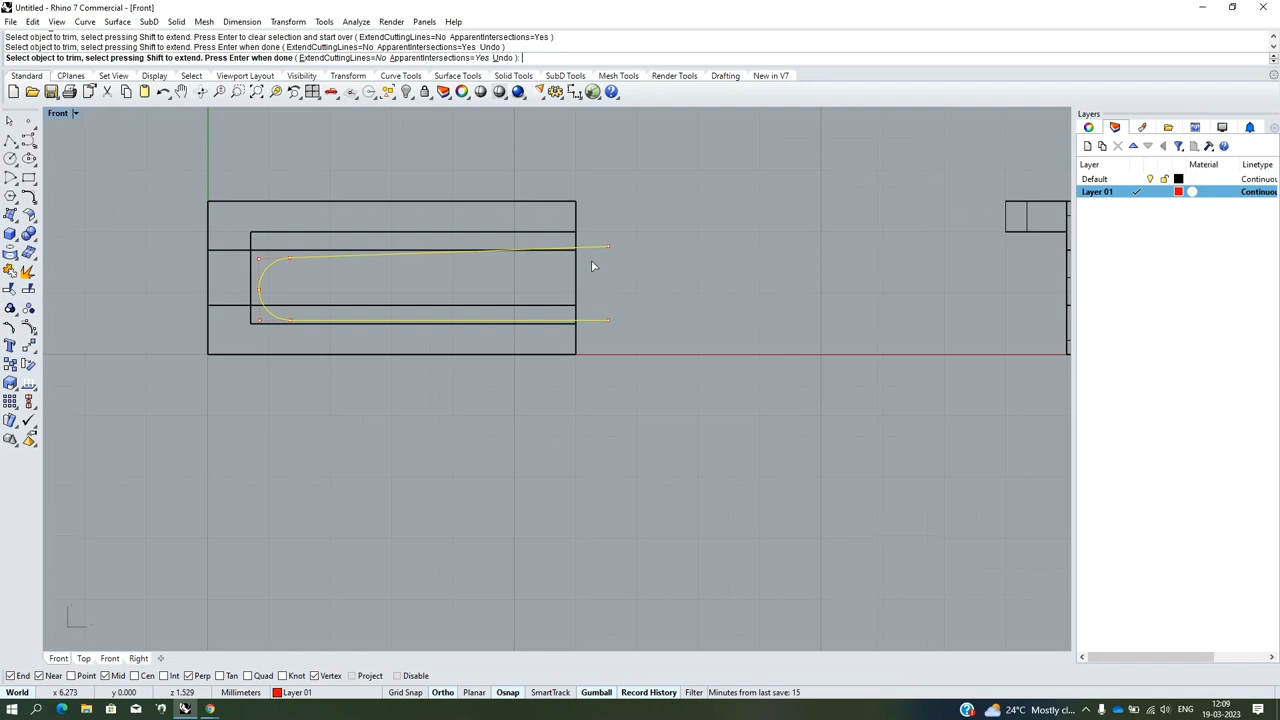 Untitled - Rhino 7 Commercial - [Front]
File Edit View Curve Surface SubD Solid Mesh Dimension Transform Tools Analyze Render Panels Help
Select object to trim, select pressing Shift to extend. Press Enter to clear selection and start over ( ExtendCuttingLines=No ApparentIntersections=Yes )
Select object to trim, select pressing Shift to extend. Press Enter when done ( ExtendCuttingLines=No ApparentIntersections=Yes Undo )
Select object to trim, select pressing Shift to extend. Press Enter when done ( ExtendCuttingLines=No ApparentIntersections=Yes Undo ):
Standard CPlanes Set View Display Select Viewport Layout Visibility Transform Curve Tools Surface Tools Solid Tools SubD Tools Mesh Tools Render Tools Drafting New in V7
Front
Layers
Layer Material Linetype
Default Continuo
Layer 01 Continuo
Front Top Front Right
End Near Point Mid Cen Int Perp Tan Quad Knot Vertex Project Disable
World x 6.273 y 0.000 z 1.529 Millimeters Layer 01 Grid Snap Ortho Planar Osnap SmartTrack Gumball Record History Filter Minutes from last save: 15
24°C Mostly cl... ENG 12:09
19-03-2023